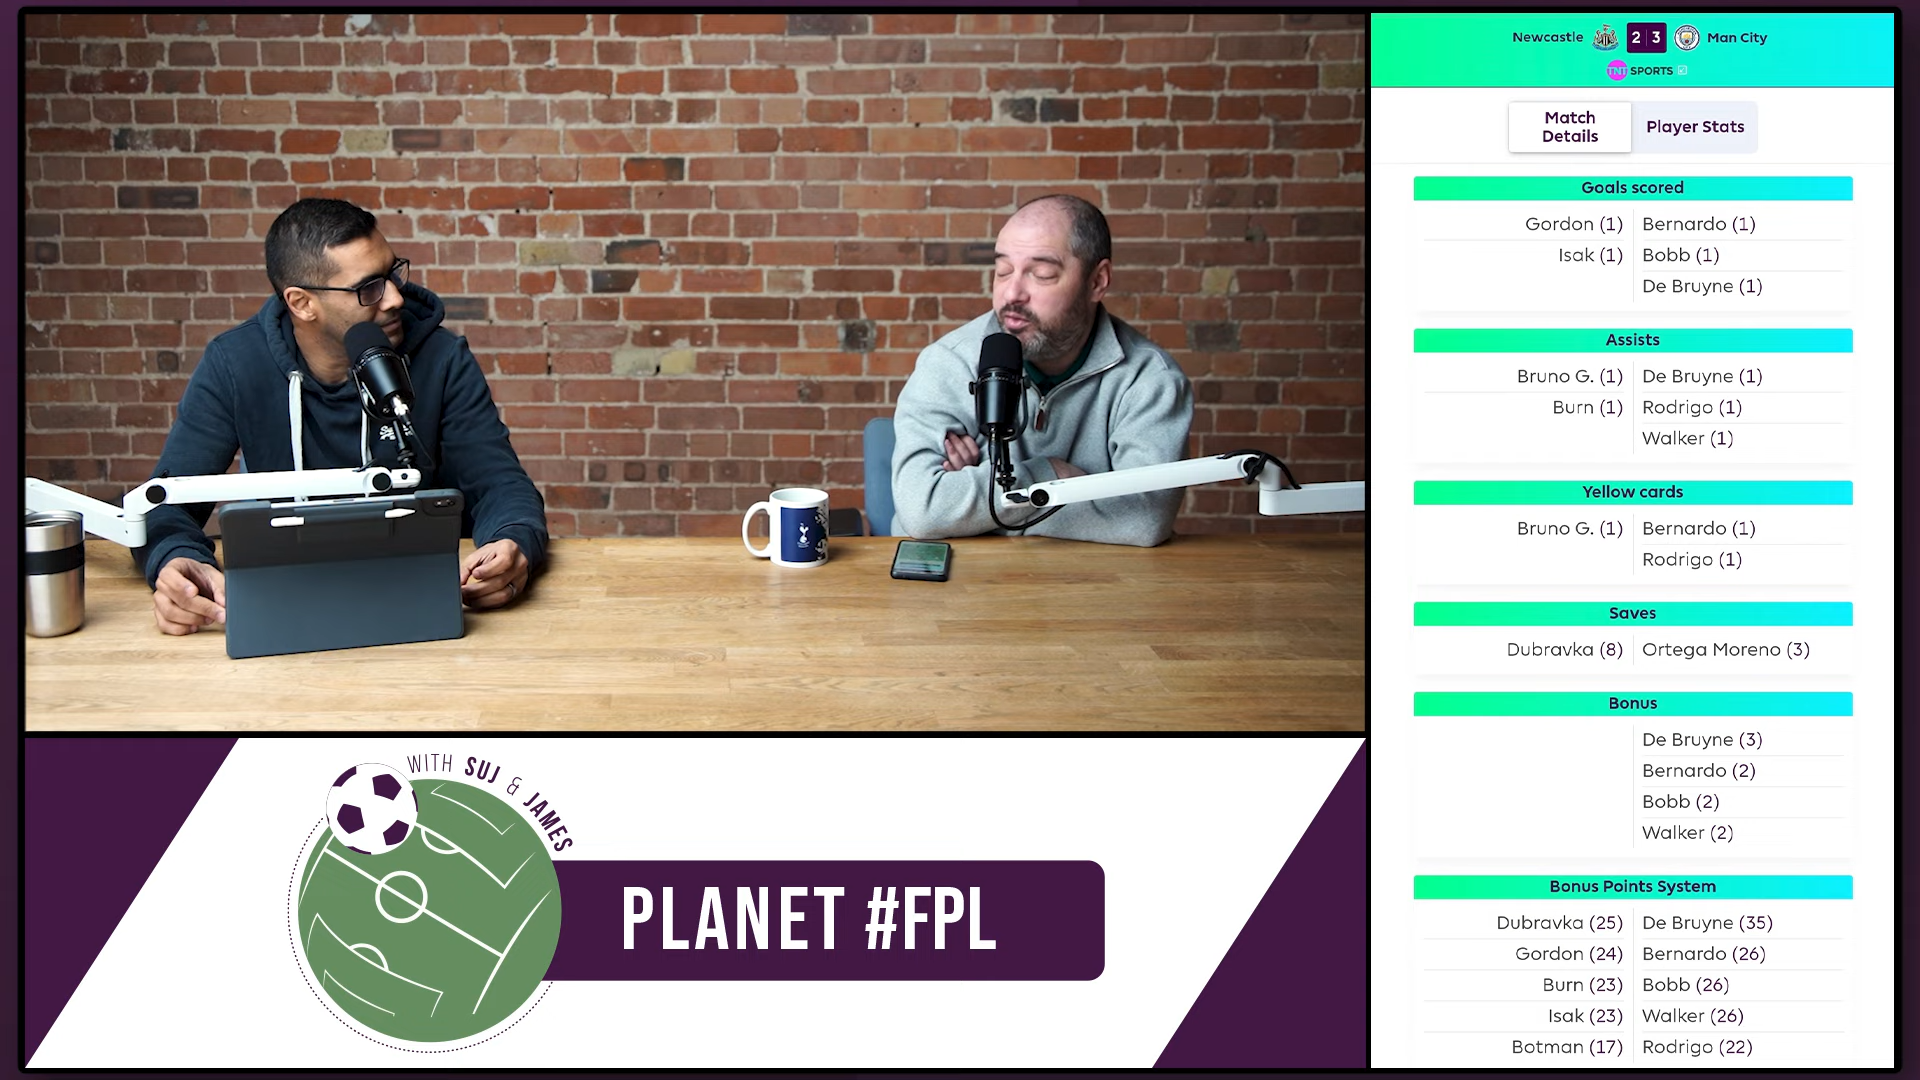 Newcastle 2 3 Man City
TNT SPORTS
Match Details
Player Stats
Goals scored
Gordon (1) Bernardo (1)
Isak (1) Bobb (1)
De Bruyne (1)
Assists
Bruno G. (1) De Bruyne (1)
Burn (1) Rodrigo (1)
Walker (1)
Yellow cards
Bruno G. (1) Bernardo (1)
Rodrigo (1)
Saves
Dubravka (8) Ortega Moreno (3)
Bonus
De Bruyne (3)
Bernardo (2)
Bobb (2)
Walker (2)
Bonus Points System
Dubravka (25) De Bruyne (35)
Gordon (24) Bernardo (26)
Burn (23) Bobb (26)
Isak (23) Walker (26)
Botman (17) Rodrigo (22)
WITH SUJ & JAMES
PLANET #FPL